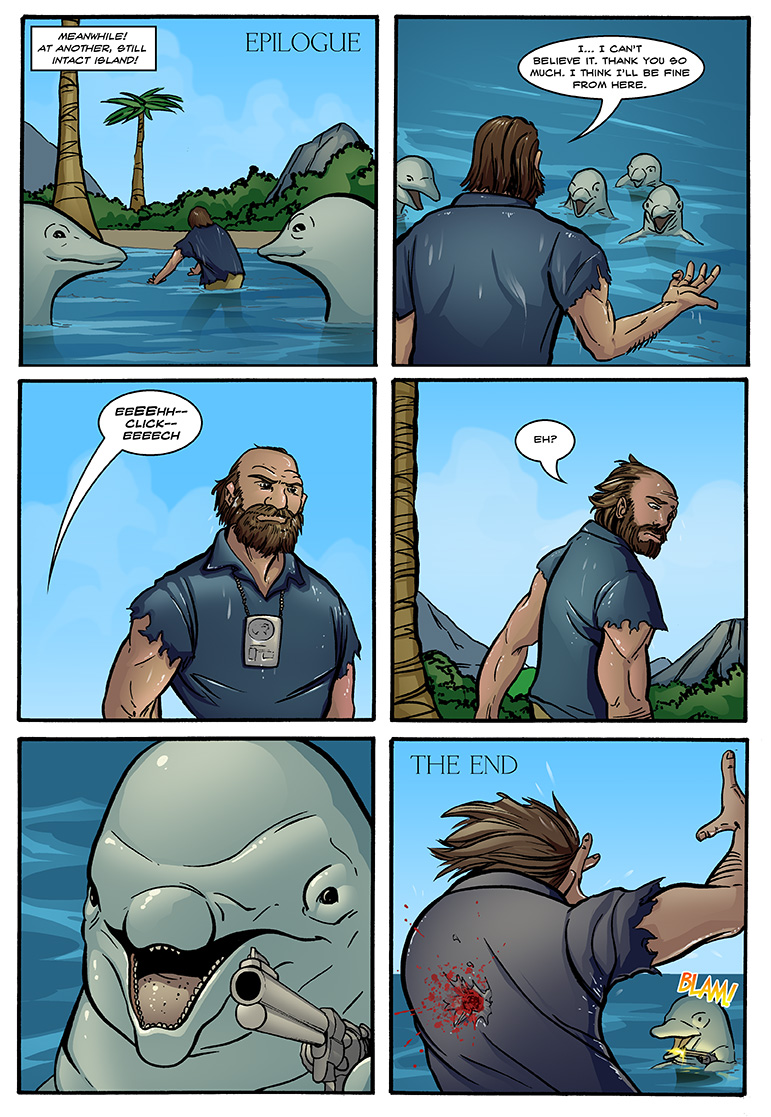 MEANWHILE!
AT ANOTHER, STILL
INTACT ISLAND!
EPILOGUE
I... I CAN'T
BELIEVE IT. THANK YOU SO
MUCH. I THINK I'LL BE FINE
FROM HERE.
EEEEHH--
CLICK--
EEEECH
EH?
THE END
BLAM!